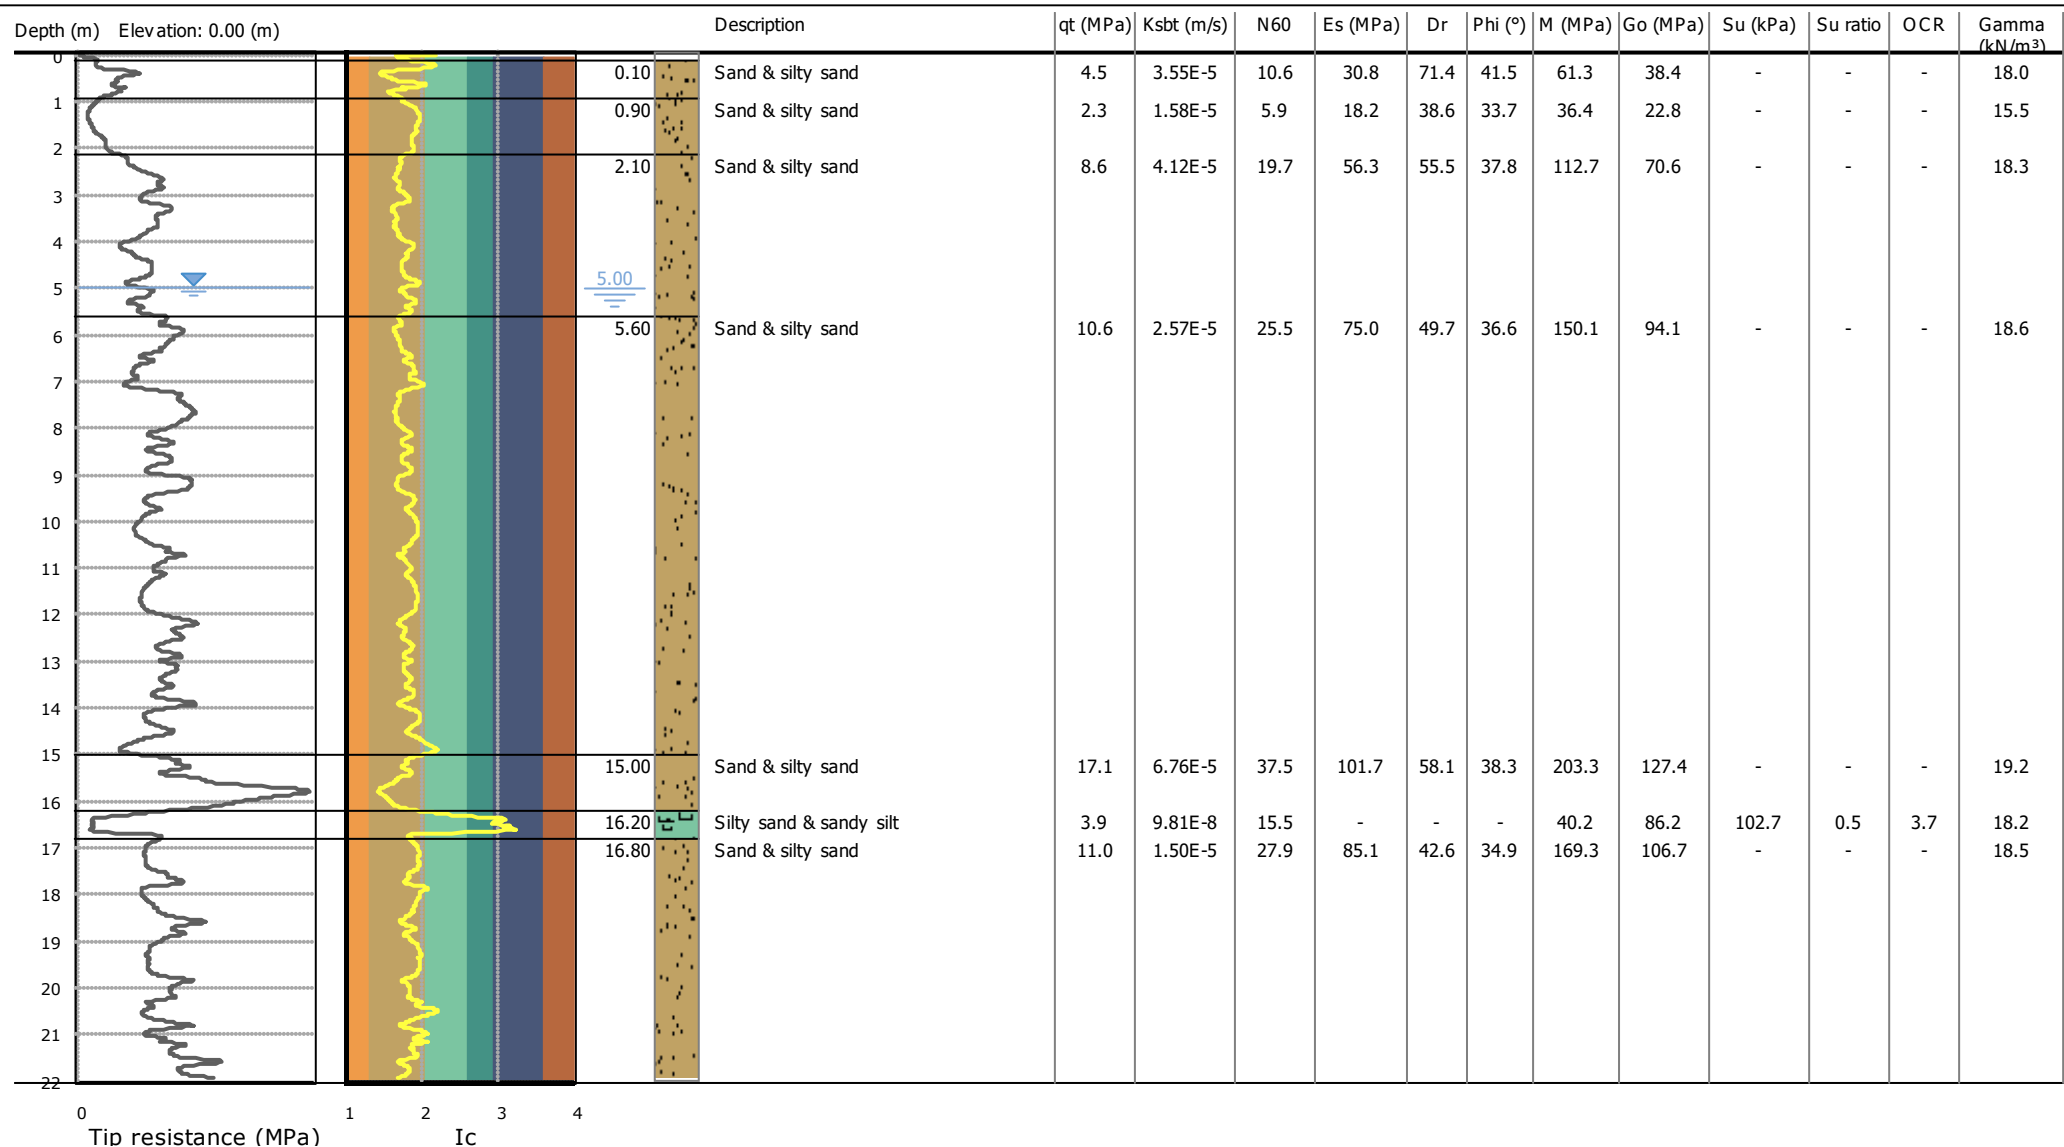 Depth (m) Elevation: 0.00 (m) Description qt (MPa) Ksbt (m/s) N60 Es (MPa) Dr Phi (°) M (MPa) Go (MPa) Su (kPa) Su ratio OCR Gamma (kN/m³)
0
0.10 Sand & silty sand 4.5 3.55E-5 10.6 30.8 71.4 41.5 61.3 38.4 - - - 18.0
1
0.90 Sand & silty sand 2.3 1.58E-5 5.9 18.2 38.6 33.7 36.4 22.8 - - - 15.5
2
2.10 Sand & silty sand 8.6 4.12E-5 19.7 56.3 55.5 37.8 112.7 70.6 - - - 18.3
3
4
5.00
5
5.60 Sand & silty sand 10.6 2.57E-5 25.5 75.0 49.7 36.6 150.1 94.1 - - - 18.6
6
7
8
9
10
11
12
13
14
15
15.00 Sand & silty sand 17.1 6.76E-5 37.5 101.7 58.1 38.3 203.3 127.4 - - - 19.2
16
16.20 Silty sand & sandy silt 3.9 9.81E-8 15.5 - - - 40.2 86.2 102.7 0.5 3.7 18.2
17
16.80 Sand & silty sand 11.0 1.50E-5 27.9 85.1 42.6 34.9 169.3 106.7 - - - 18.5
18
19
20
21
22
0 1 2 3 4
Tip resistance (MPa) Ic